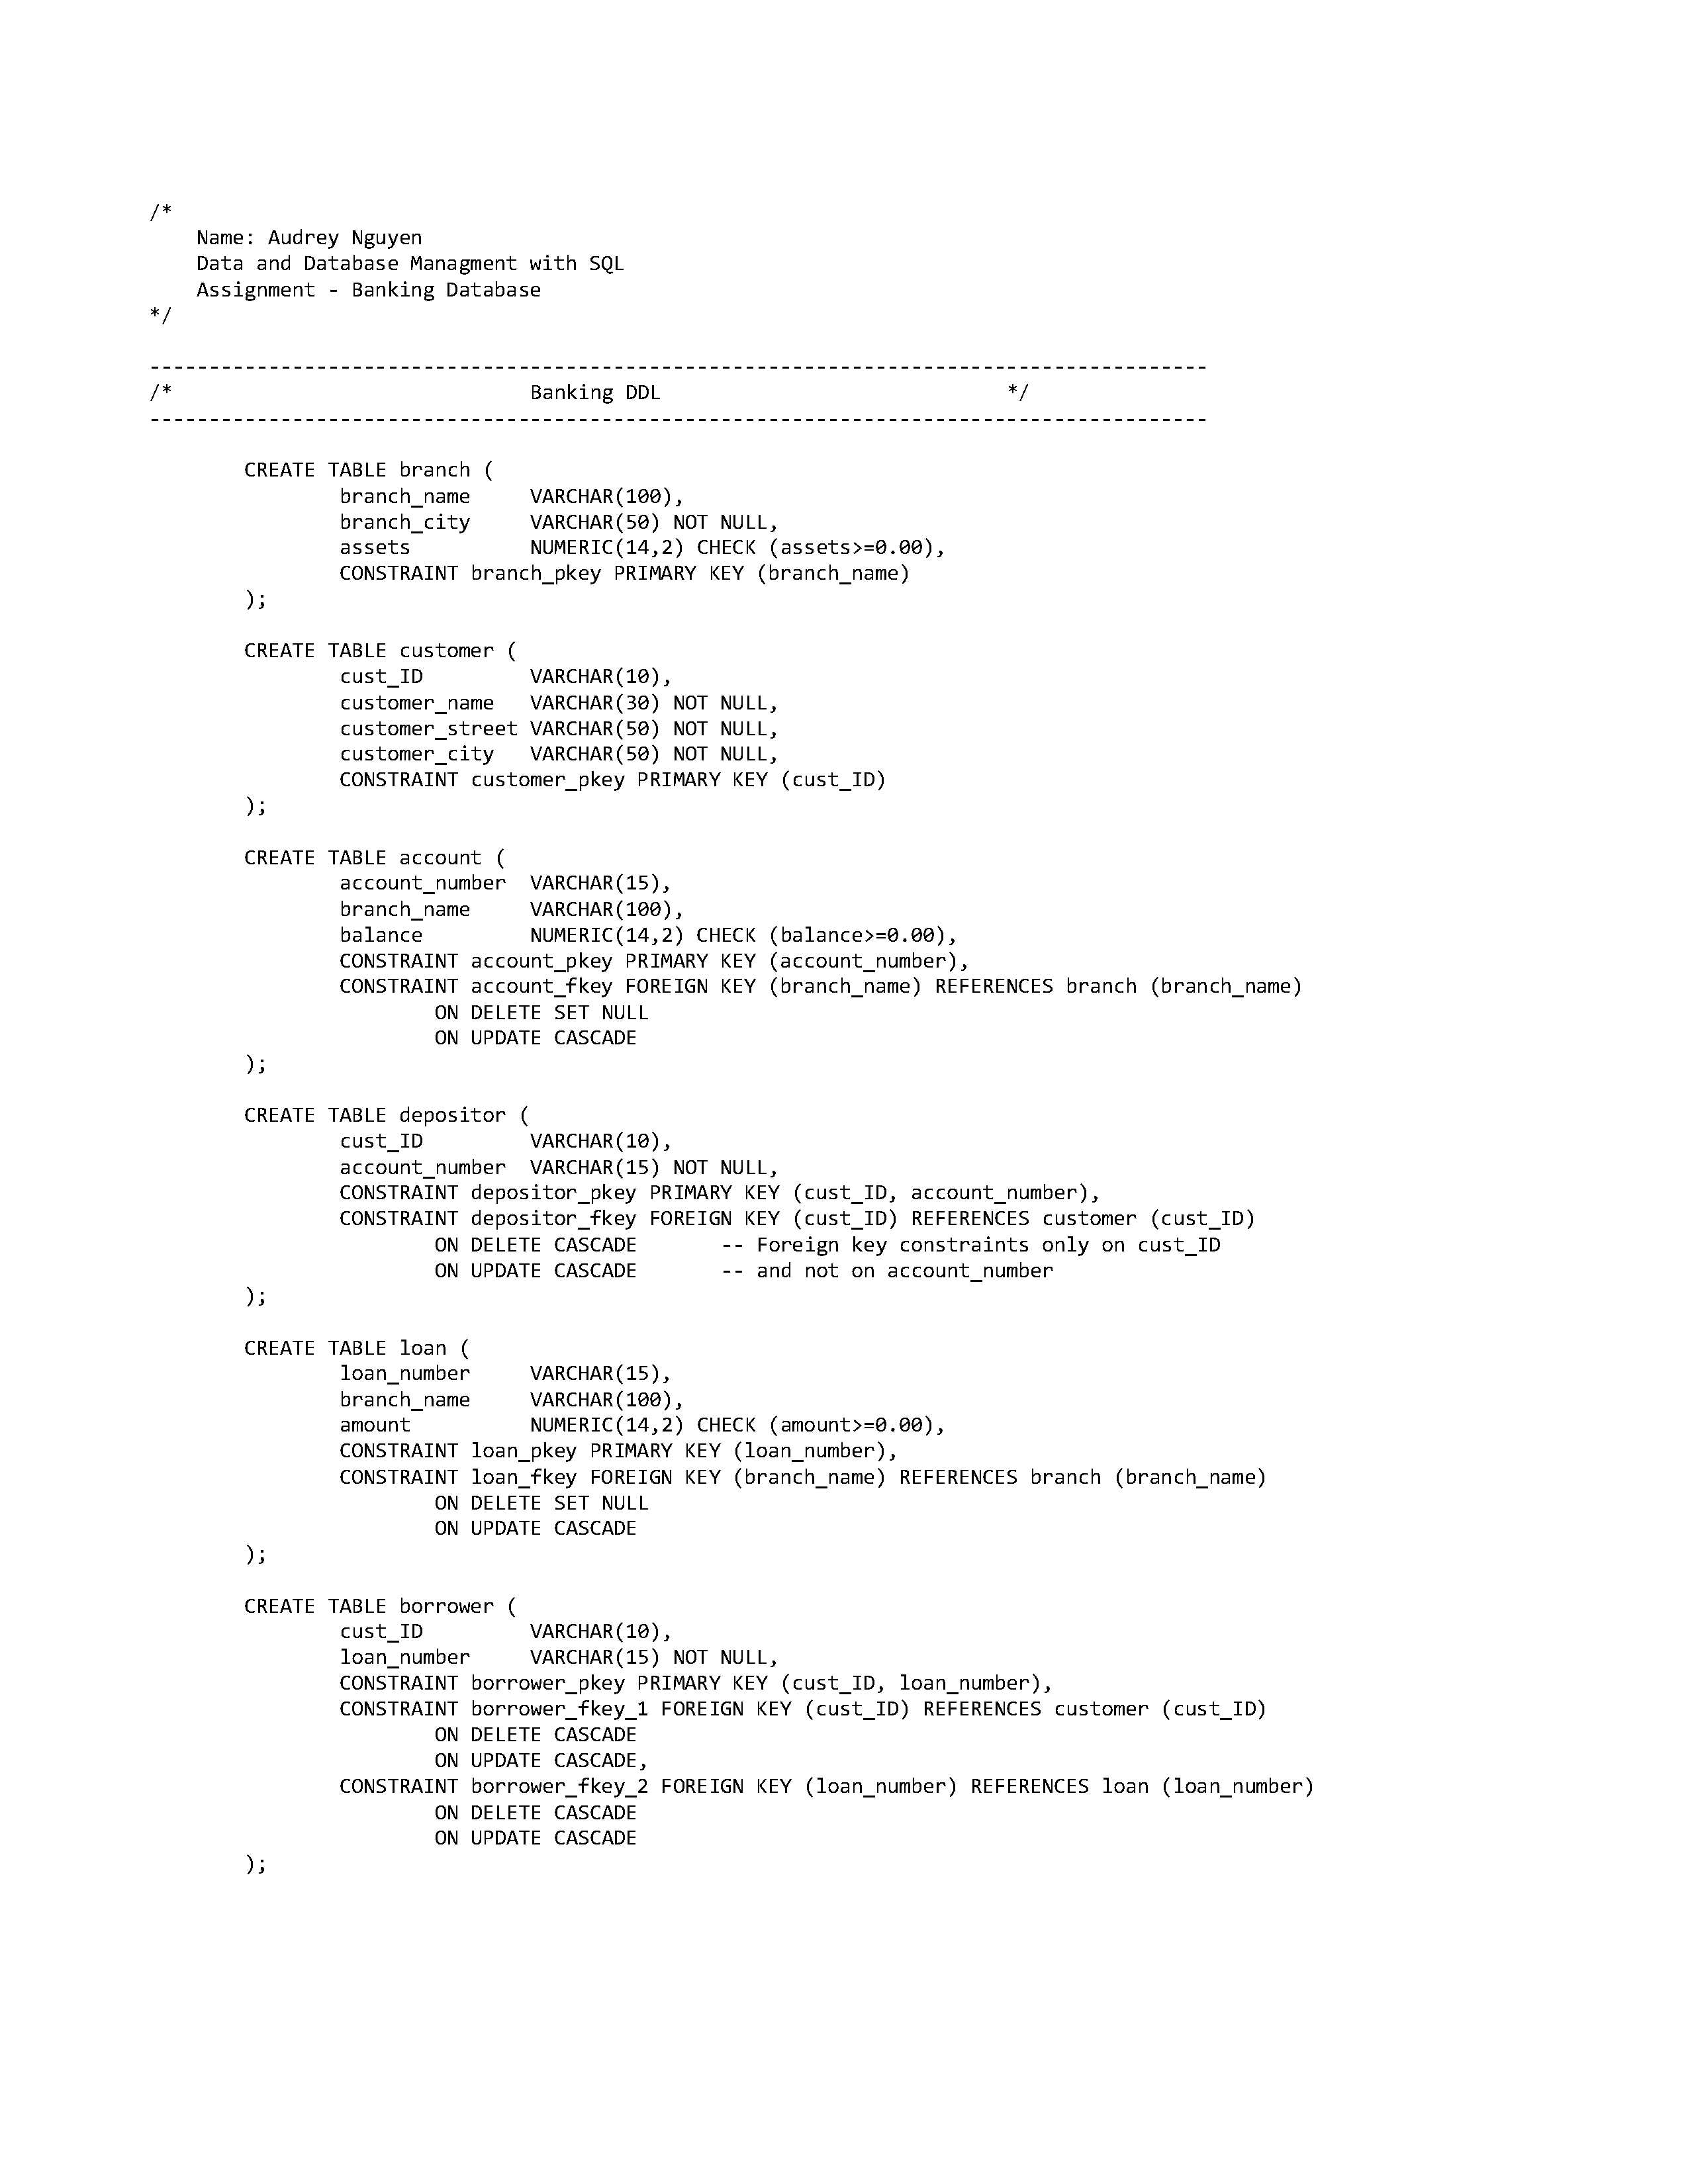 /*
    Name: Audrey Nguyen
    Data and Database Managment with SQL
    Assignment - Banking Database
*/

-----------------------------------------------------------------------------------------
/*                              Banking DDL                             */
-----------------------------------------------------------------------------------------

        CREATE TABLE branch (
                branch_name     VARCHAR(100),
                branch_city     VARCHAR(50) NOT NULL,
                assets          NUMERIC(14,2) CHECK (assets>=0.00),
                CONSTRAINT branch_pkey PRIMARY KEY (branch_name)
        );

        CREATE TABLE customer (
                cust_ID         VARCHAR(10),
                customer_name   VARCHAR(30) NOT NULL,
                customer_street VARCHAR(50) NOT NULL,
                customer_city   VARCHAR(50) NOT NULL,
                CONSTRAINT customer_pkey PRIMARY KEY (cust_ID)
        );

        CREATE TABLE account (
                account_number  VARCHAR(15),
                branch_name     VARCHAR(100),
                balance         NUMERIC(14,2) CHECK (balance>=0.00),
                CONSTRAINT account_pkey PRIMARY KEY (account_number),
                CONSTRAINT account_fkey FOREIGN KEY (branch_name) REFERENCES branch (branch_name)
                        ON DELETE SET NULL
                        ON UPDATE CASCADE
        );

        CREATE TABLE depositor (
                cust_ID         VARCHAR(10),
                account_number  VARCHAR(15) NOT NULL,
                CONSTRAINT depositor_pkey PRIMARY KEY (cust_ID, account_number),
                CONSTRAINT depositor_fkey FOREIGN KEY (cust_ID) REFERENCES customer (cust_ID)
                        ON DELETE CASCADE       -- Foreign key constraints only on cust_ID
                        ON UPDATE CASCADE       -- and not on account_number
        );

        CREATE TABLE loan (
                loan_number     VARCHAR(15),
                branch_name     VARCHAR(100),
                amount          NUMERIC(14,2) CHECK (amount>=0.00),
                CONSTRAINT loan_pkey PRIMARY KEY (loan_number),
                CONSTRAINT loan_fkey FOREIGN KEY (branch_name) REFERENCES branch (branch_name)
                        ON DELETE SET NULL
                        ON UPDATE CASCADE
        );

        CREATE TABLE borrower (
                cust_ID         VARCHAR(10),
                loan_number     VARCHAR(15) NOT NULL,
                CONSTRAINT borrower_pkey PRIMARY KEY (cust_ID, loan_number),
                CONSTRAINT borrower_fkey_1 FOREIGN KEY (cust_ID) REFERENCES customer (cust_ID)
                        ON DELETE CASCADE
                        ON UPDATE CASCADE,
                CONSTRAINT borrower_fkey_2 FOREIGN KEY (loan_number) REFERENCES loan (loan_number)
                        ON DELETE CASCADE
                        ON UPDATE CASCADE
        );